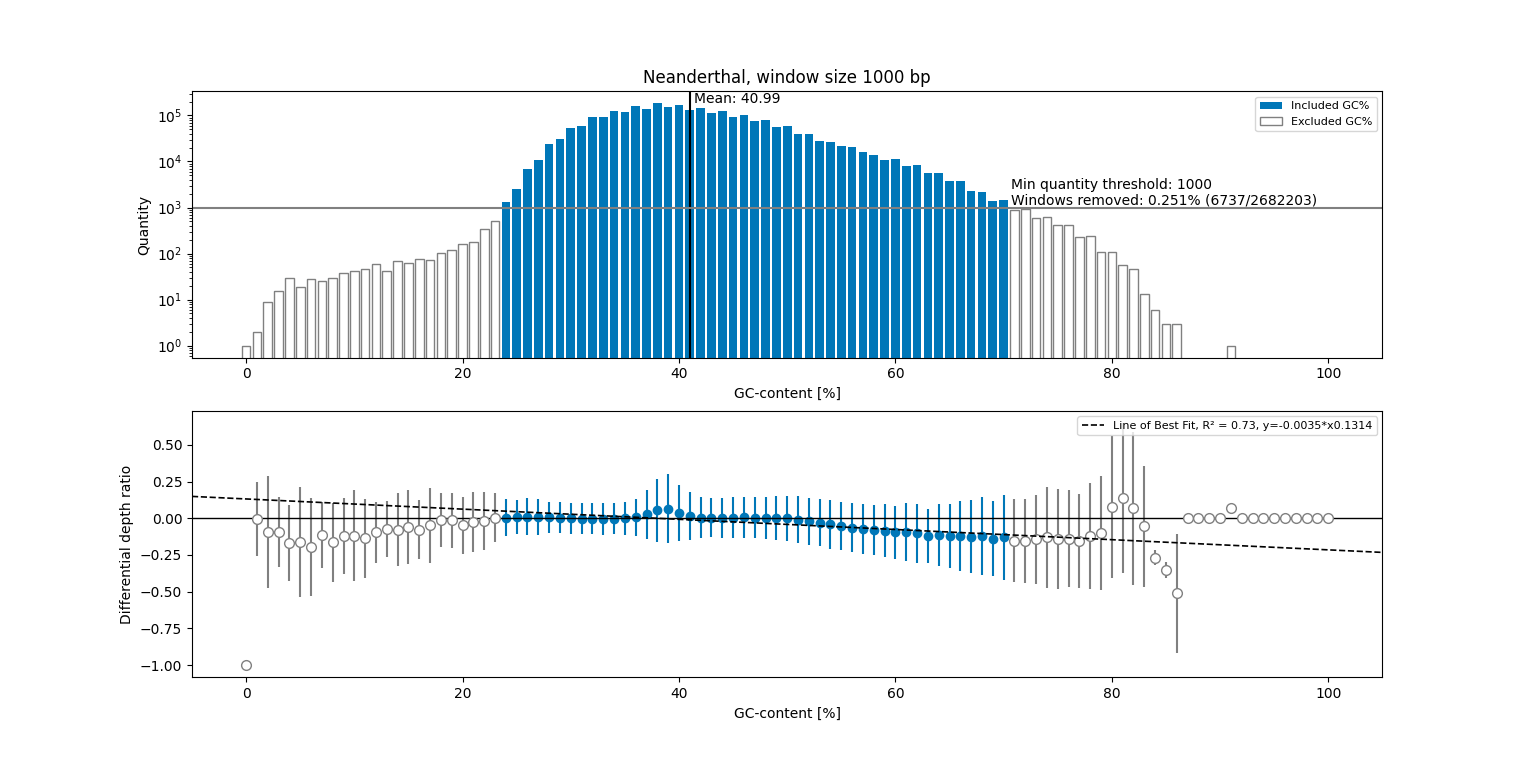 Neanderthal, window size 1000 bp
Mean: 40.99
Included GC%
Excluded GC%
Min quantity threshold: 1000
Windows removed: 0.251% (6737/2682203)
Quantity
10⁵
10⁴
10³
10²
10¹
10⁰
0 20 40 60 80 100
GC-content [%]
Line of Best Fit, R² = 0.73, y=-0.0035*x0.1314
Differential depth ratio
0.50
0.25
0.00
−0.25
−0.50
−0.75
−1.00
0 20 40 60 80 100
GC-content [%]